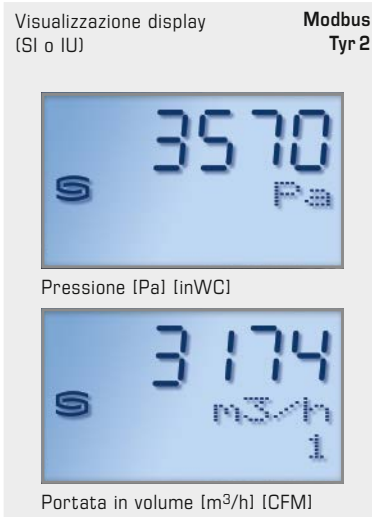 Visualizzazione display
(SI o IU)
Modbus
Tyr 2
3570
Pa
Pressione [Pa] [inWC]
3174
m3/h
1
Portata in volume [m³/h] [CFM]